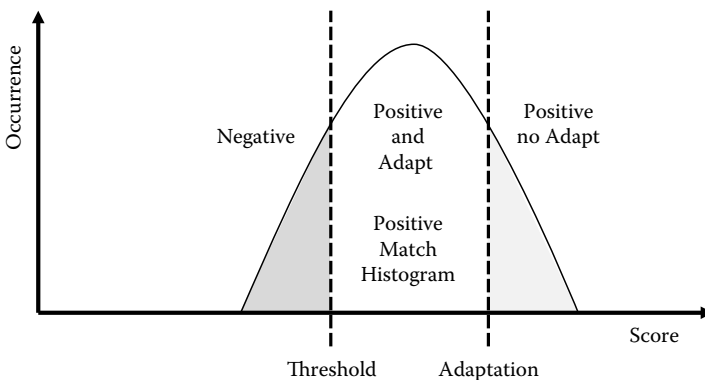 Occurrence
Negative
Positive
and
Adapt
Positive
no Adapt
Positive
Match
Histogram
Score
Threshold
Adaptation